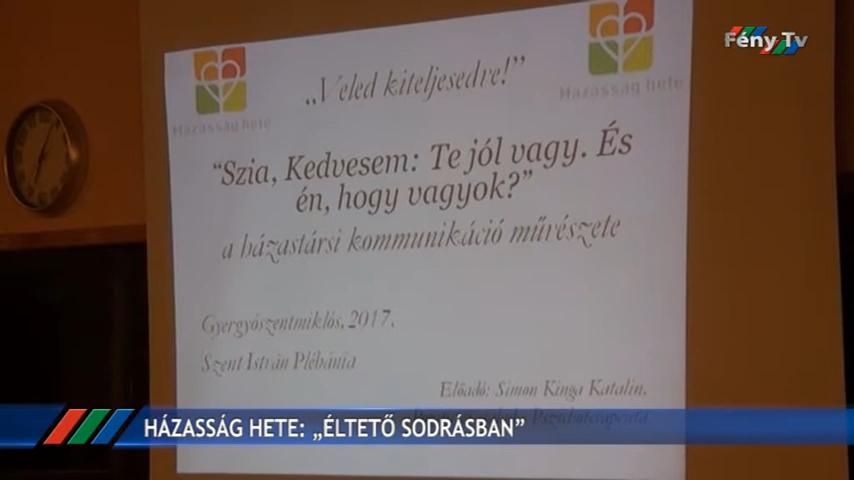 Fény Tv
„Veled kiteljesedre!”
Házasság hete
Házasság hete
“Szia, Kedvesem: Te jól vagy. És
én, hogy vagyok?”
a házastársi kommunikáció művészete
Gyergyószentmiklós, 2017.
Szent István Plébánia
Előadó: Simon Kinga Katalin,
Pszichoterapeuta
HÁZASSÁG HETE: „ÉLTETŐ SODRÁSBAN”